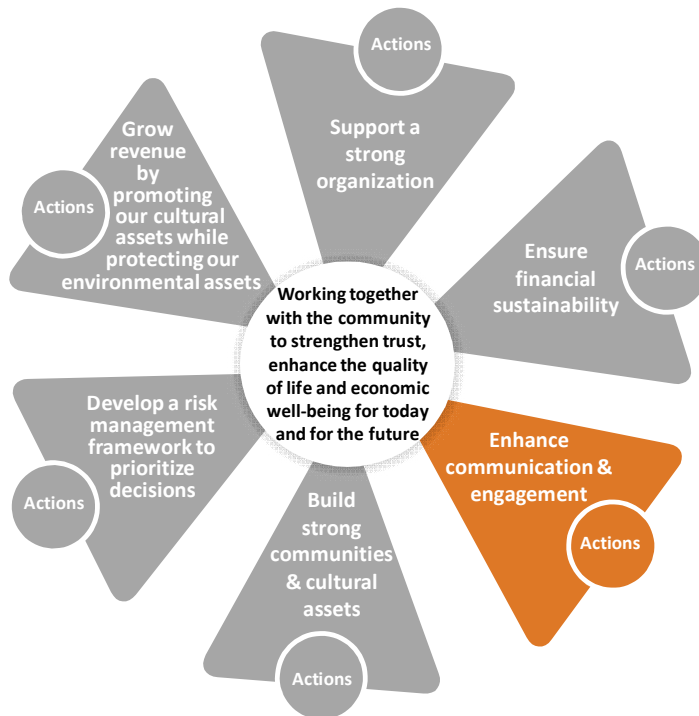 Actions
Support a
strong
organization
Actions
Ensure
financial
sustainability
Actions
Enhance
communication &
engagement
Actions
Build
strong
communities
& cultural
assets
Actions
Develop a risk
management
framework to
prioritize
decisions
Actions
Grow
revenue
by
promoting
our cultural
assets while
protecting our
environmental assets
Working together
with the community
to strengthen trust,
enhance the quality
of life and economic
well-being for today
and for the future